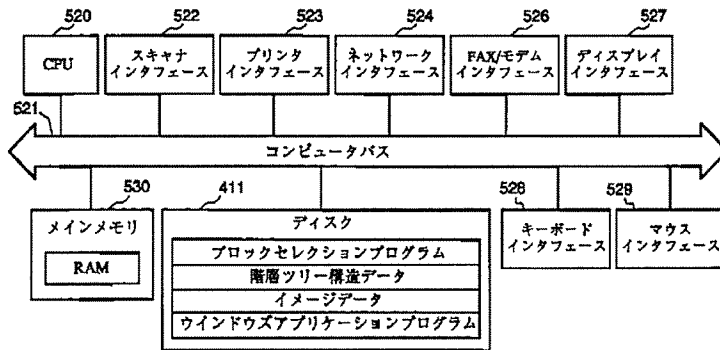 520
522
523
524
526
527
CPU
スキャナ
インタフェース
プリンタ
インタフェース
ネットワーク
インタフェース
FAX/モデム
インタフェース
ディスプレイ
インタフェース
521
コンピュータバス
530
411
528
529
メインメモリ
RAM
ディスク
ブロックセレクションプログラム
階層ツリー構造データ
イメージデータ
ウインドウズアプリケーションプログラム
キーボード
インタフェース
マウス
インタフェース